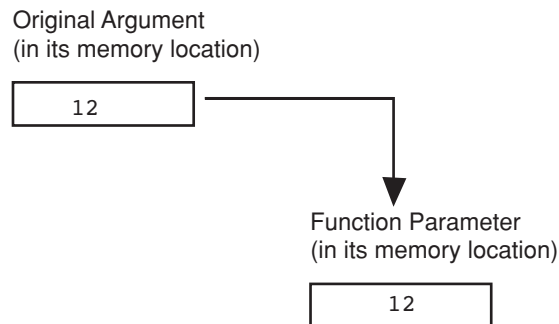 Original Argument
(in its memory location)
12
Function Parameter
(in its memory location)
12